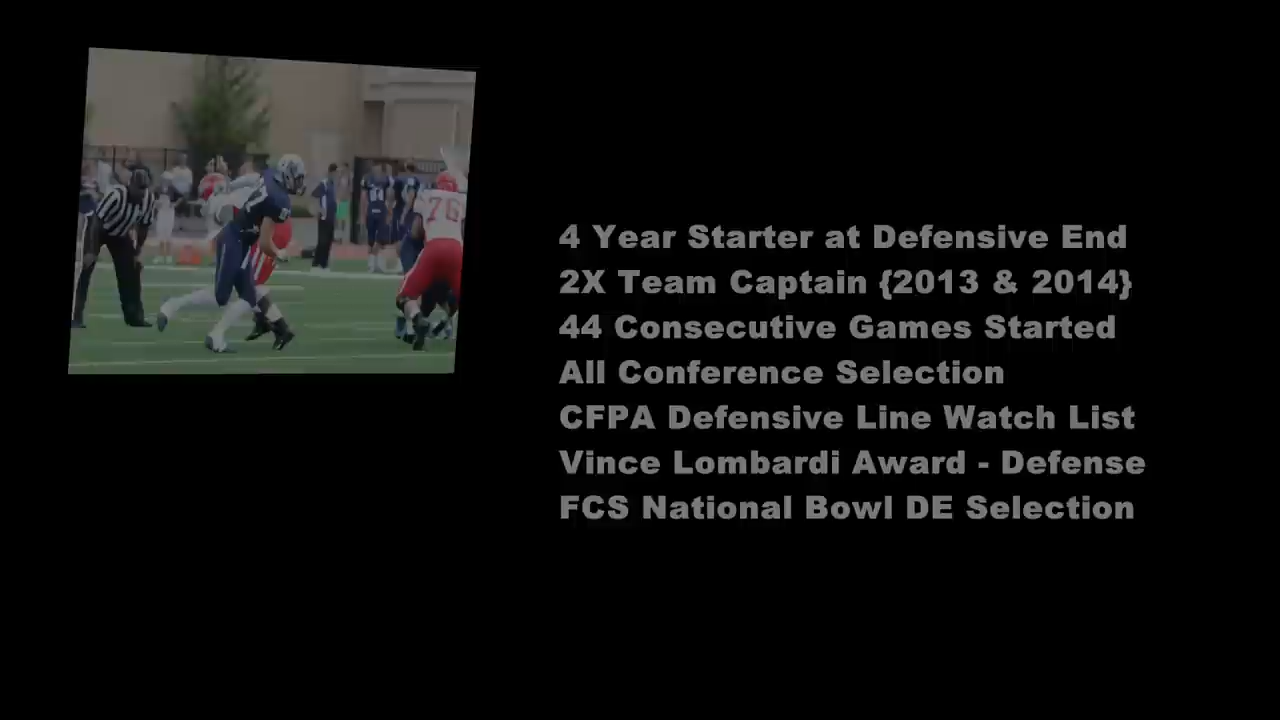 76
4 Year Starter at Defensive End
2X Team Captain {2013 & 2014}
44 Consecutive Games Started
All Conference Selection
CFPA Defensive Line Watch List
Vince Lombardi Award - Defense
FCS National Bowl DE Selection